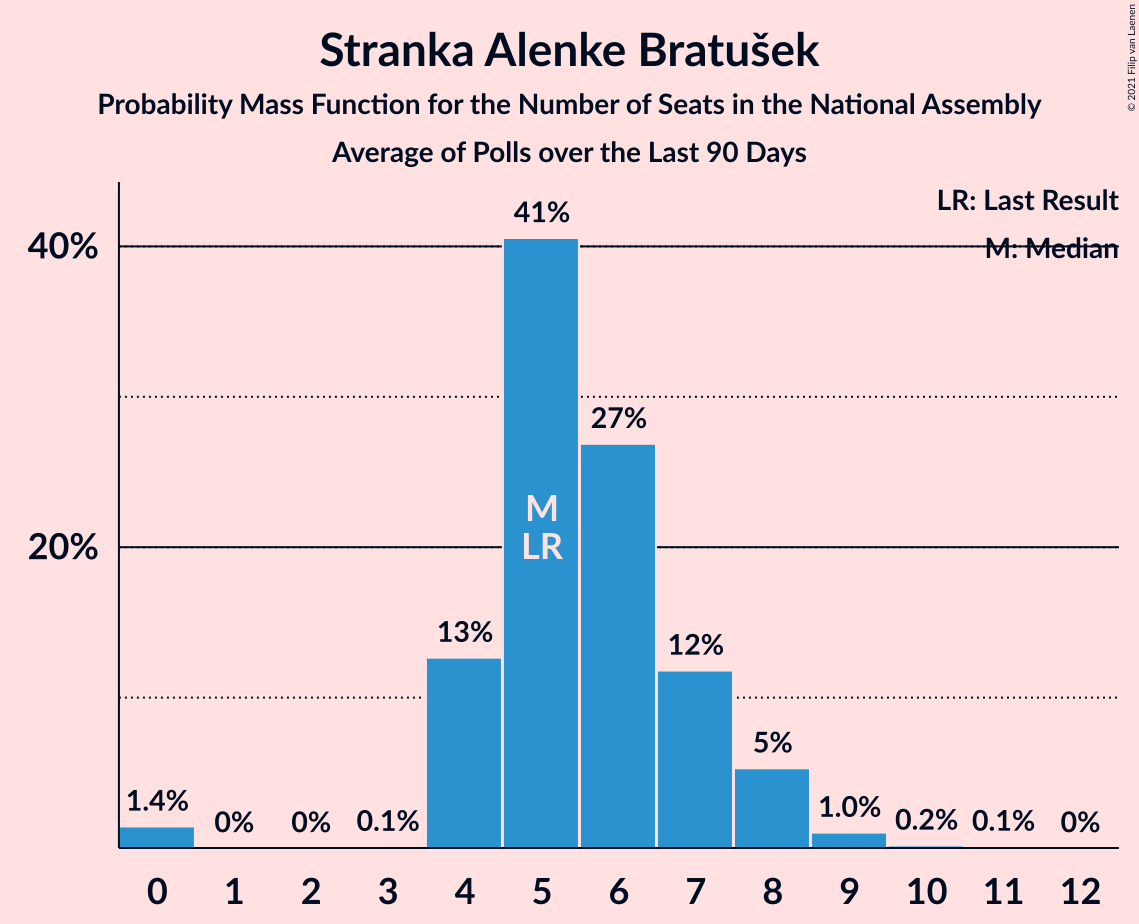 Stranka Alenke Bratušek
Probability Mass Function for the Number of Seats in the National Assembly
Average of Polls over the Last 90 Days
© 2021 Filip van Laenen
LR: Last Result
M: Median
40%
20%
41%
27%
M
LR
13%
12%
5%
1.4%
0%
0%
0.1%
1.0%
0.2%
0.1%
0%
0 1 2 3 4 5 6 7 8 9 10 11 12